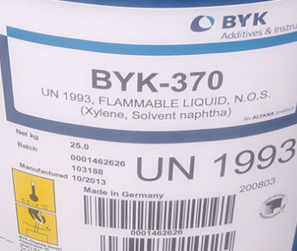 BYK
Additives & Instru
BYK-370
UN 1993, FLAMMABLE LIQUID, N.O.S.
(Xylene, Solvent naphtha)
An ALTANA
Net kg 25.0
Batch 0001462626
103188
Manufactured 10/2013
Made in Germany
UN 1993
200803
0001462626